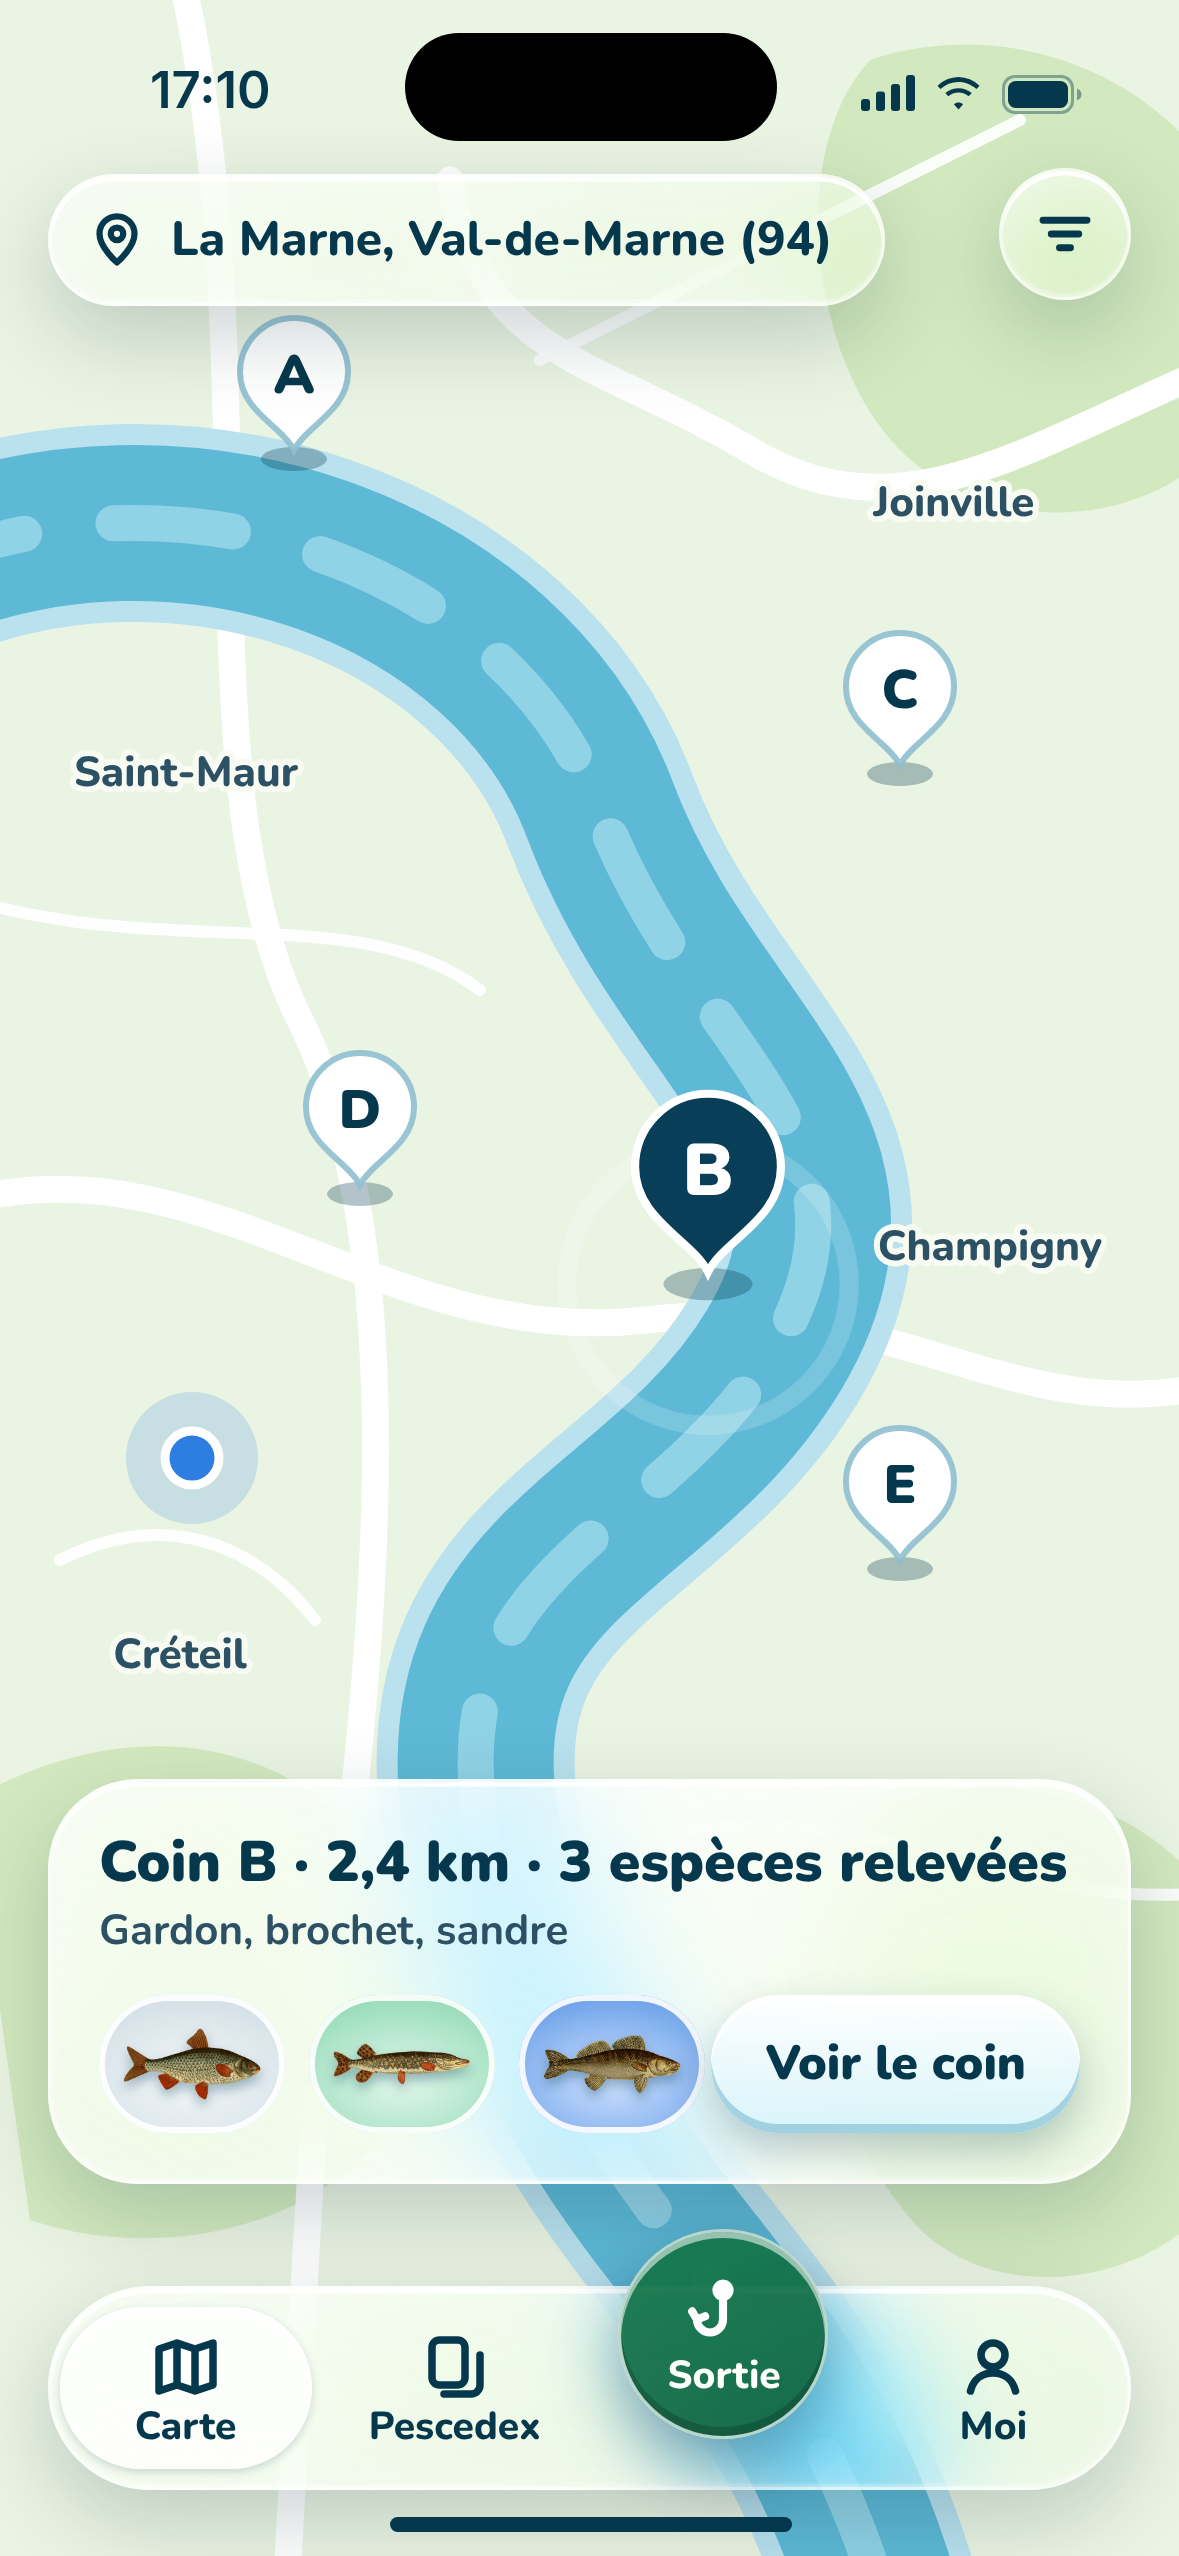 17:10
La Marne, Val-de-Marne (94)
A
Joinville
C
Saint-Maur
D
B
Champigny
E
Créteil
Coin B · 2,4 km · 3 espèces relevées
Gardon, brochet, sandre
Voir le coin
Carte
Pescedex
Sortie
Moi